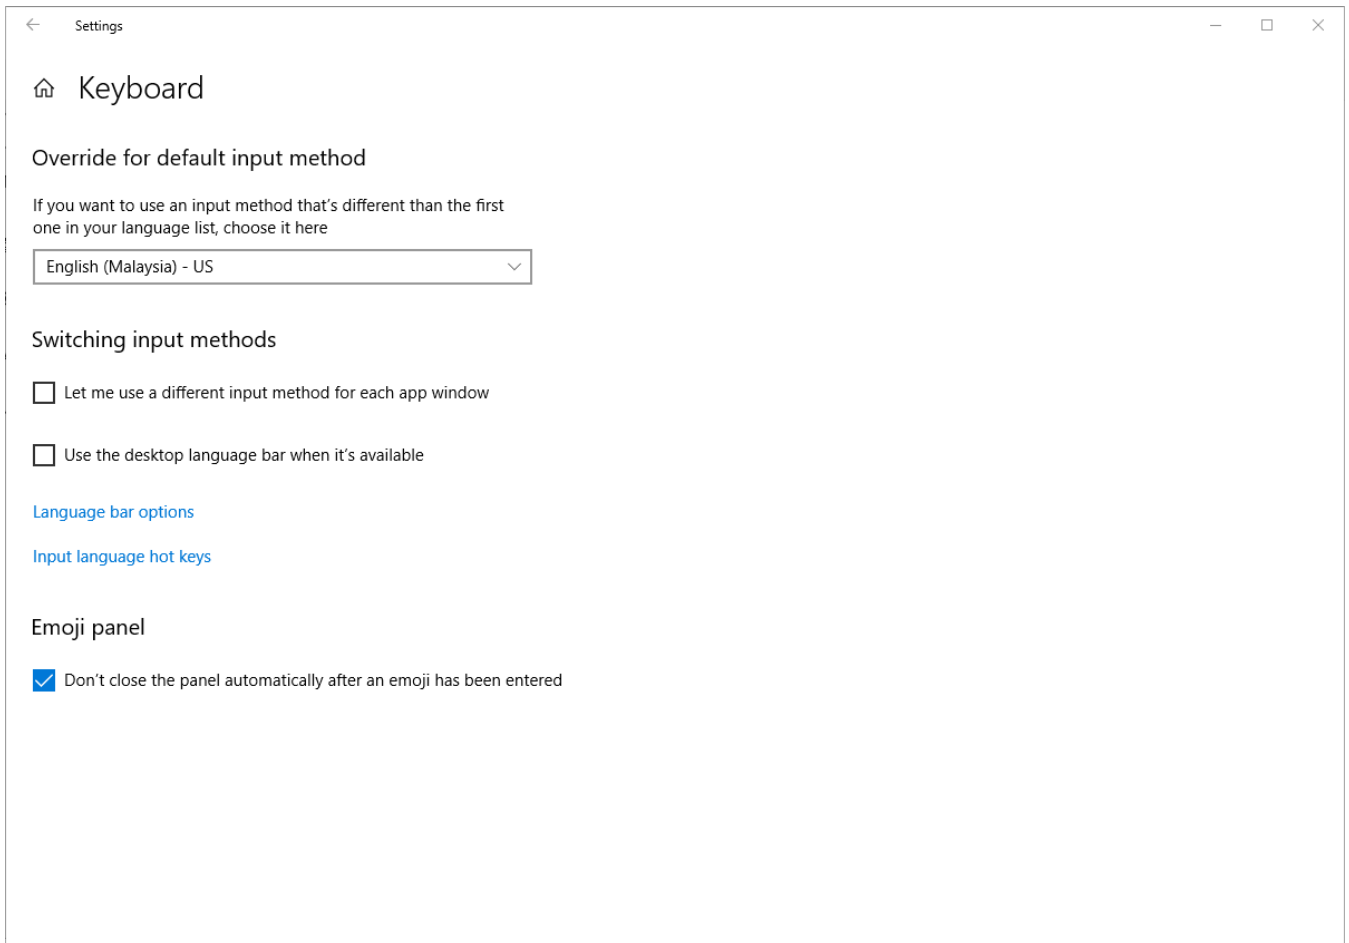 Settings
Keyboard
Override for default input method
If you want to use an input method that's different than the first
one in your language list, choose it here
English (Malaysia) - US
Switching input methods
Let me use a different input method for each app window
Use the desktop language bar when it's available
Language bar options
Input language hot keys
Emoji panel
Don't close the panel automatically after an emoji has been entered